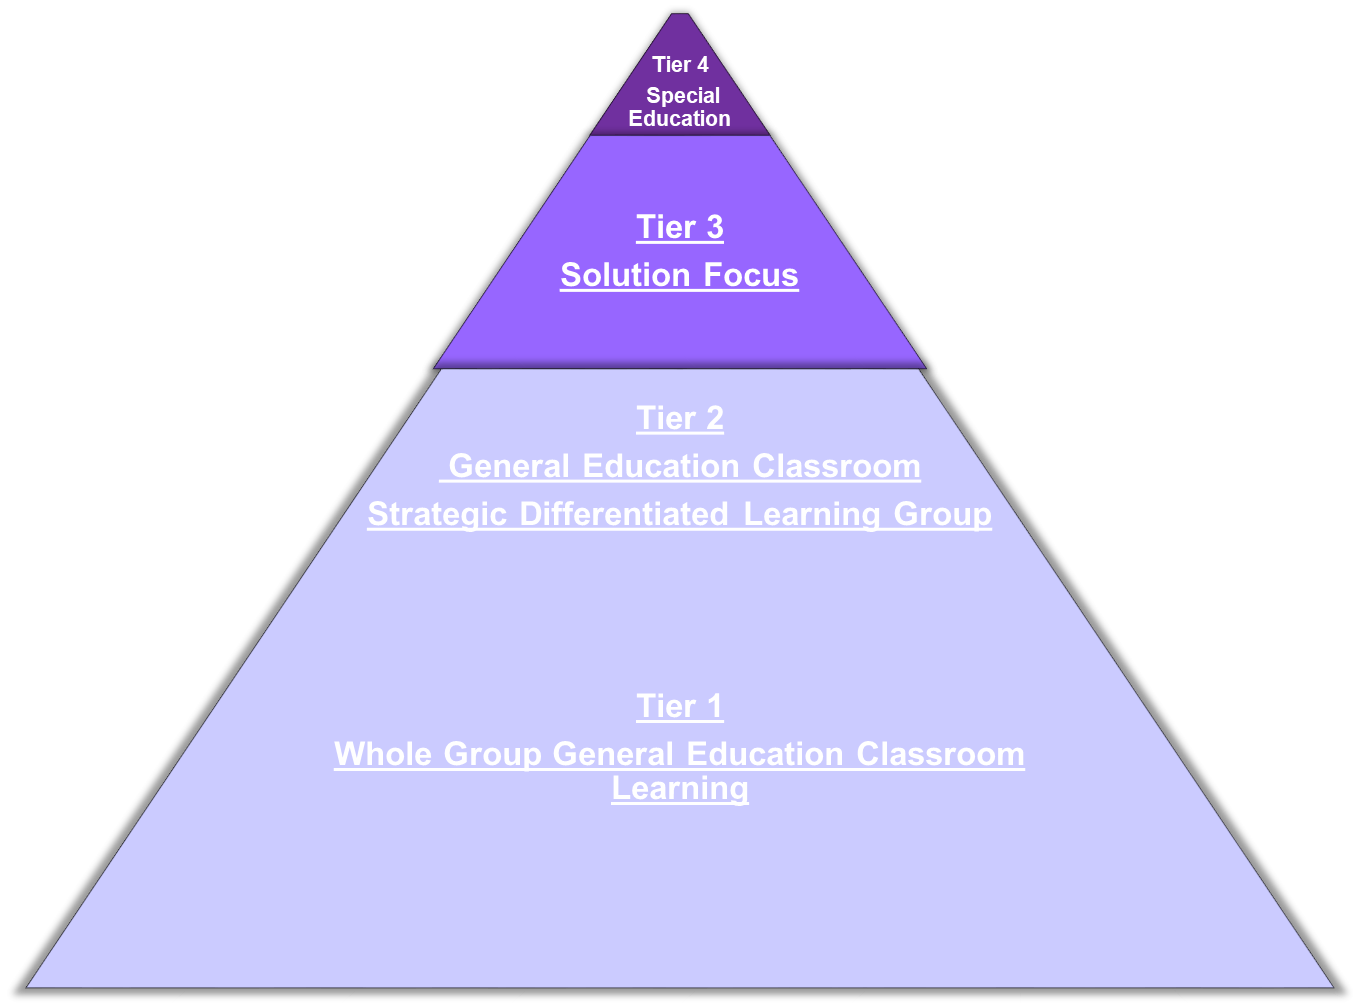 Tier 4
Special
Education
Tier 3
Solution Focus
Tier 2
General Education Classroom
Strategic Differentiated Learning Group
Tier 1
Whole Group General Education Classroom
Learning